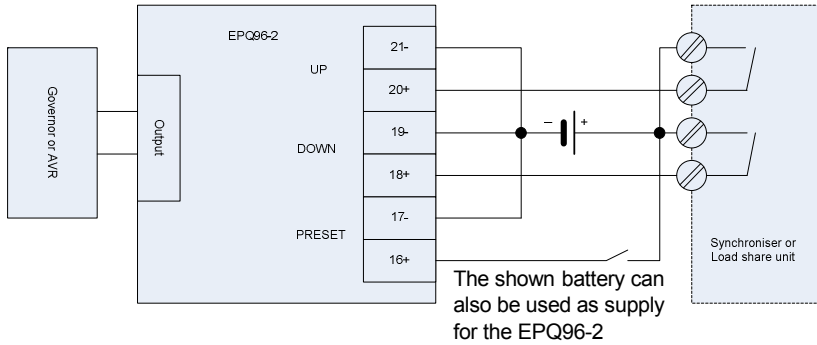 EPQ96-2
Governor or AVR
Output
UP
DOWN
PRESET
21-
20+
19-
18+
17-
16+
– +
Synchroniser or
Load share unit
The shown battery can
also be used as supply
for the EPQ96-2